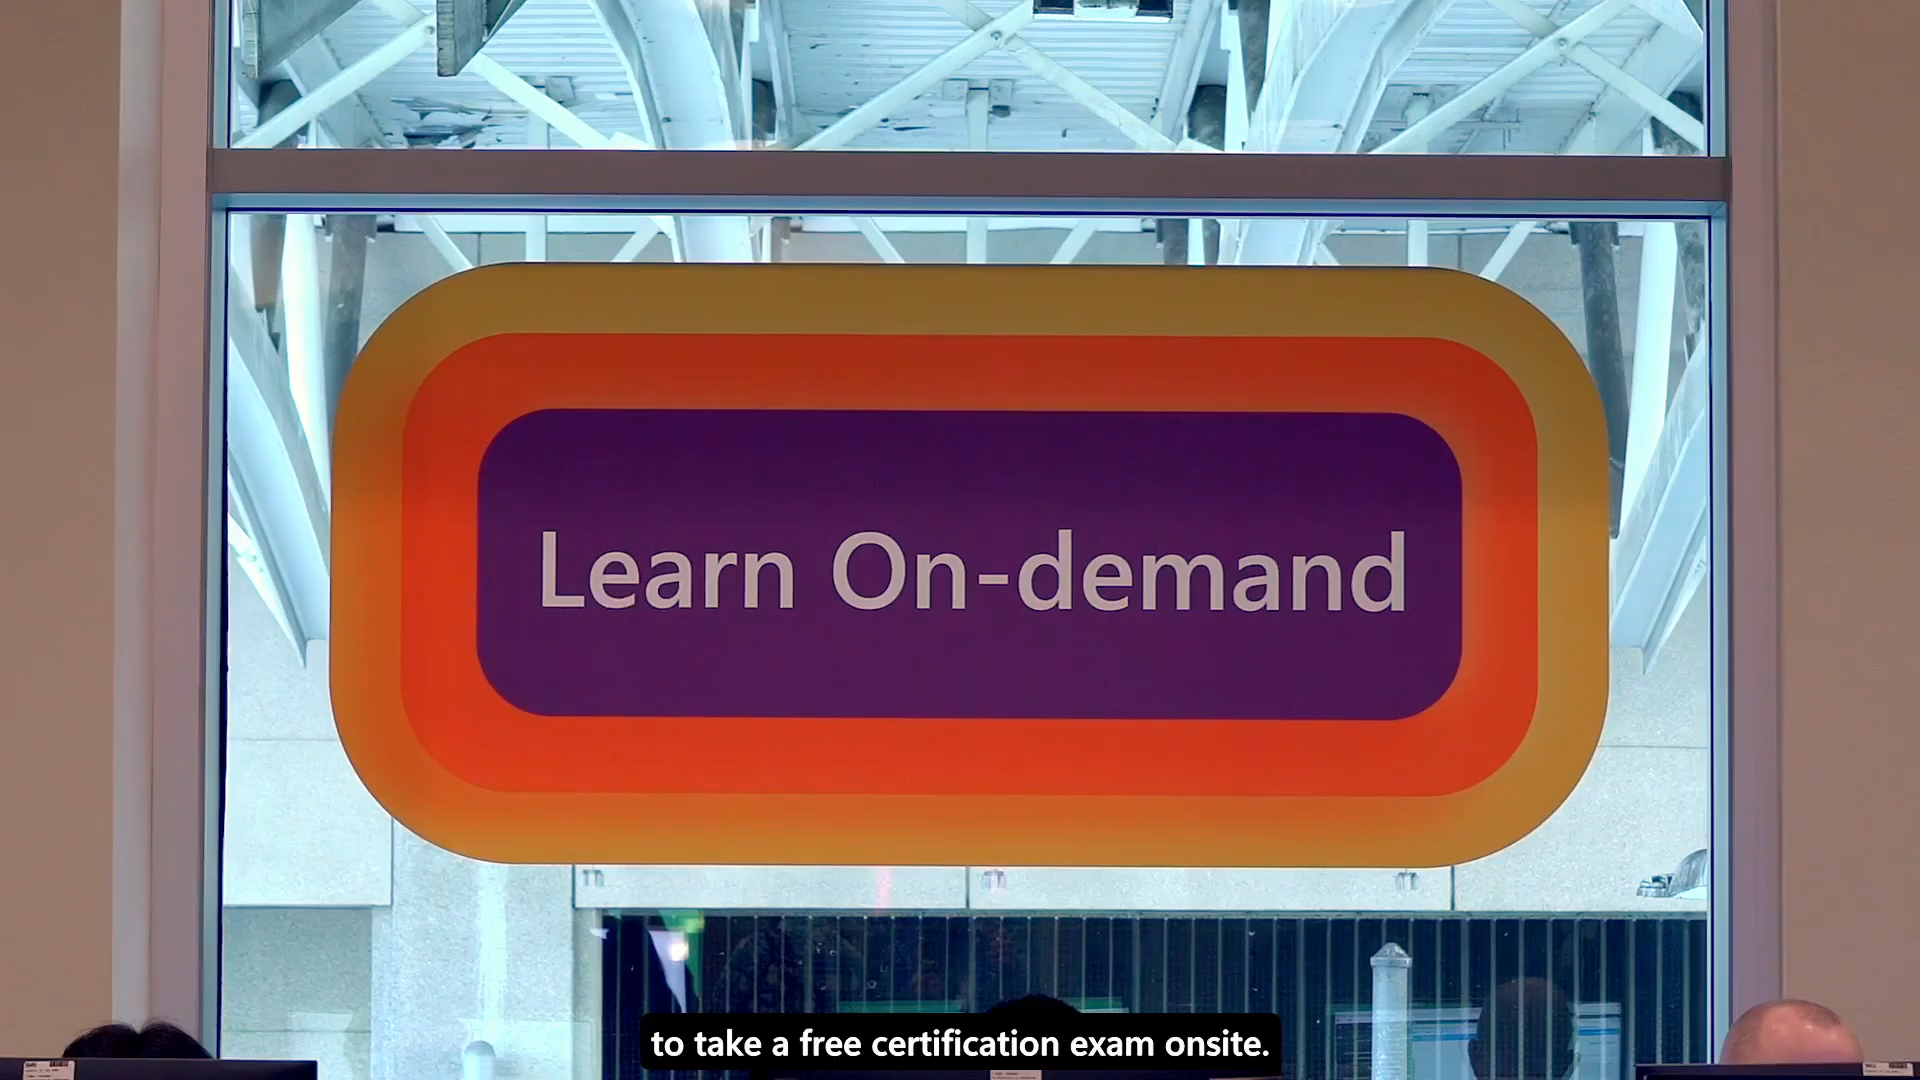 Learn On-demand
to take a free certification exam onsite.